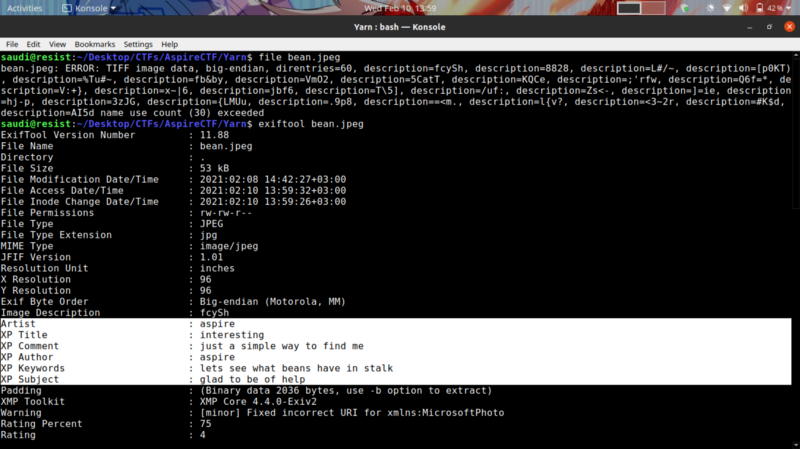 Activities Konsole Wed Feb 10, 13:59 42 %
Yarn : bash — Konsole
File Edit View Bookmarks Settings Help
saudi@resist:~/Desktop/CTFs/AspireCTF/Yarn$ file bean.jpeg
bean.jpeg: ERROR: TIFF image data, big-endian, direntries=60, description=fcySh, description=8828, description=L#/~, description=[p0KT)
, description=%Tu#~, description=fb&by, description=VmO2, description=5CatT, description=KQCe, description=;'rfw, description=Q6f=*, de
scription=V:+}, description=x~|6, description=jbf6, description=T\5], description=/uf:, description=Zs<-, description=]=ie, description
=hj-p, description=3zJG, description={LMUu, description=.9p8, description==<m., description=l{v?, description=<3~2r, description=#K$d,
description=AI5d name use count (30) exceeded
saudi@resist:~/Desktop/CTFs/AspireCTF/Yarn$ exiftool bean.jpeg
ExifTool Version Number : 11.88
File Name : bean.jpeg
Directory : .
File Size : 53 kB
File Modification Date/Time : 2021:02:08 14:42:27+03:00
File Access Date/Time : 2021:02:10 13:59:32+03:00
File Inode Change Date/Time : 2021:02:10 13:59:26+03:00
File Permissions : rw-rw-r--
File Type : JPEG
File Type Extension : jpg
MIME Type : image/jpeg
JFIF Version : 1.01
Resolution Unit : inches
X Resolution : 96
Y Resolution : 96
Exif Byte Order : Big-endian (Motorola, MM)
Image Description : fcySh
Artist : aspire
XP Title : interesting
XP Comment : just a simple way to find me
XP Author : aspire
XP Keywords : lets see what beans have in stalk
XP Subject : glad to be of help
Padding : (Binary data 2036 bytes, use -b option to extract)
XMP Toolkit : XMP Core 4.4.0-Exiv2
Warning : [minor] Fixed incorrect URI for xmlns:MicrosoftPhoto
Rating Percent : 75
Rating : 4